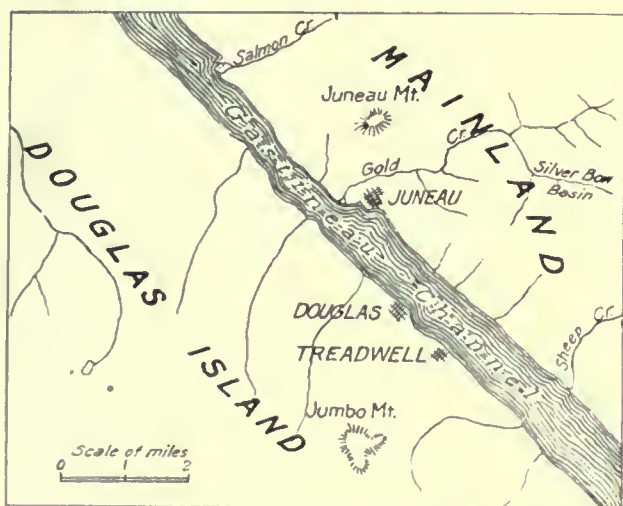 Salmon Cr.
MAINLAND
Juneau Mt.
Cr.
Gold
Silver Bow
Basin
JUNEAU
Gastineau Channel
DOUGLAS
ISLAND
DOUGLAS
TREADWELL
Sheep Cr.
Jumbo Mt.
Scale of miles
0 1 2